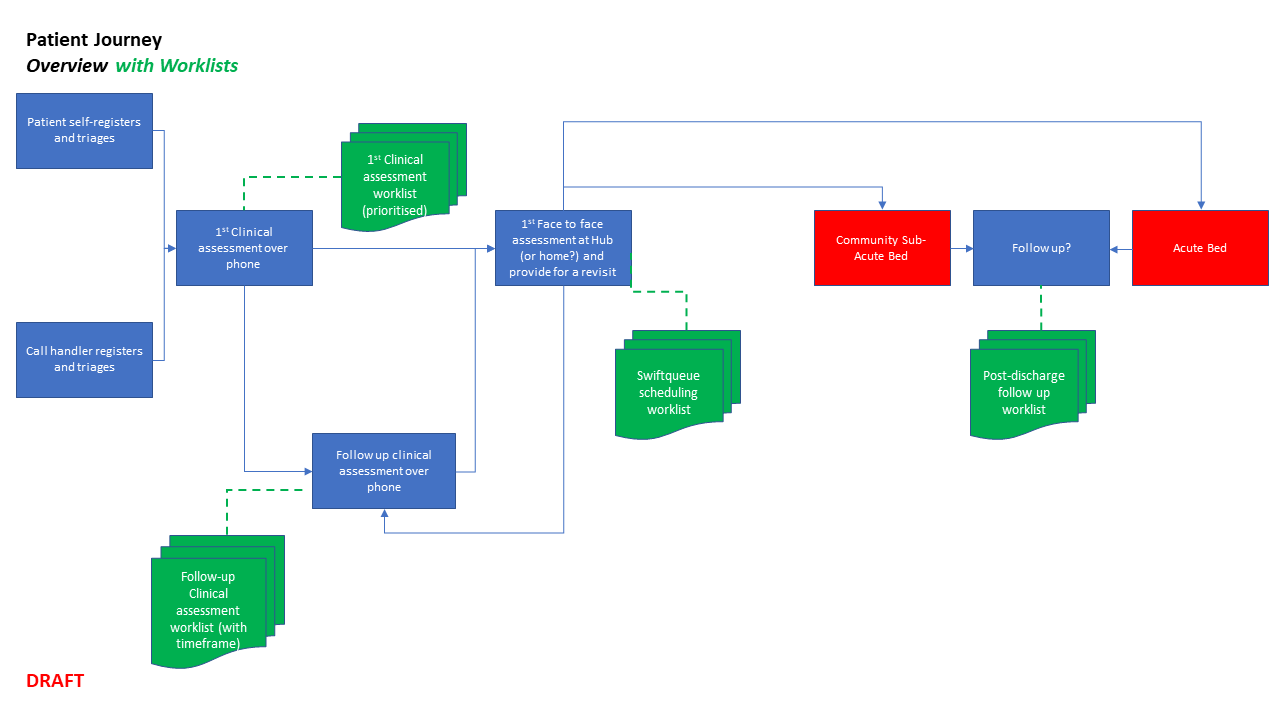 Patient Journey
Overview with Worklists
Patient self-registers
and triages
1st Clinical
assessment
worklist
(prioritised)
1st Clinical
assessment over
phone
1st Face to face
assessment at Hub
(or home?) and
provide for a revisit
Community Sub-
Acute Bed
Follow up?
Acute Bed
Call handler registers
and triages
Swiftqueue
scheduling
worklist
Post-discharge
follow up
worklist
Follow up clinical
assessment over
phone
Follow-up
Clinical
assessment
worklist (with
timeframe)
DRAFT